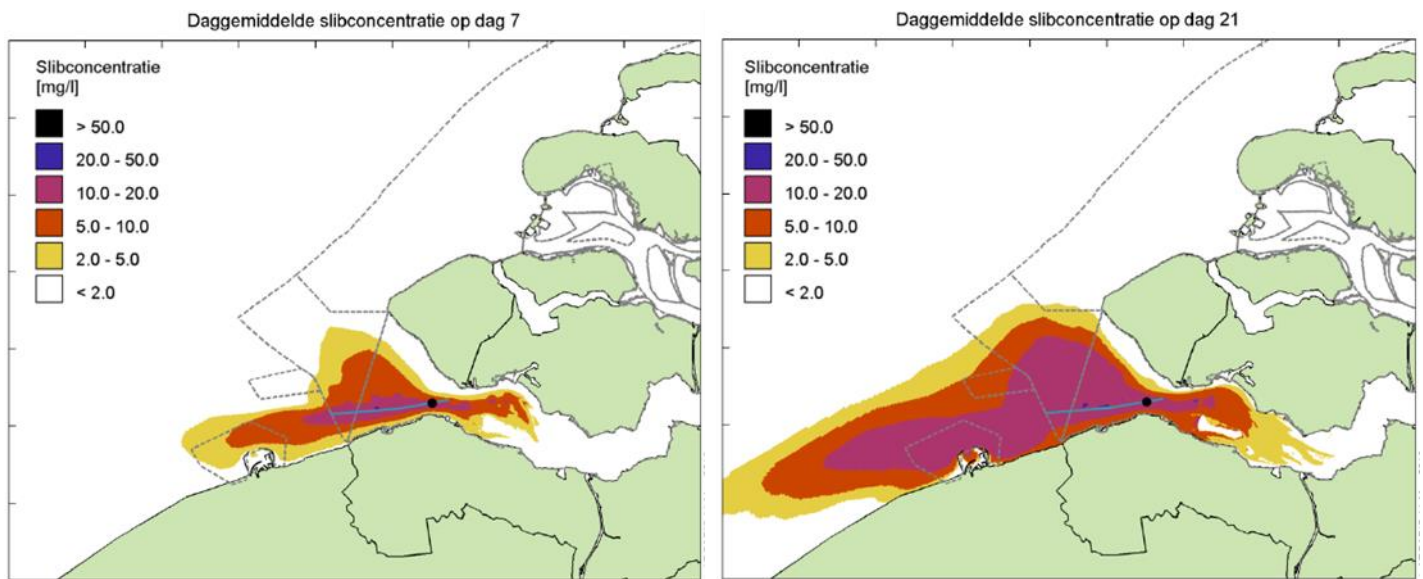 Daggemiddelde slibconcentratie op dag 7
Slibconcentratie
[mg/l]
> 50.0
20.0 - 50.0
10.0 - 20.0
5.0 - 10.0
2.0 - 5.0
< 2.0
Daggemiddelde slibconcentratie op dag 21
Slibconcentratie
[mg/l]
> 50.0
20.0 - 50.0
10.0 - 20.0
5.0 - 10.0
2.0 - 5.0
< 2.0